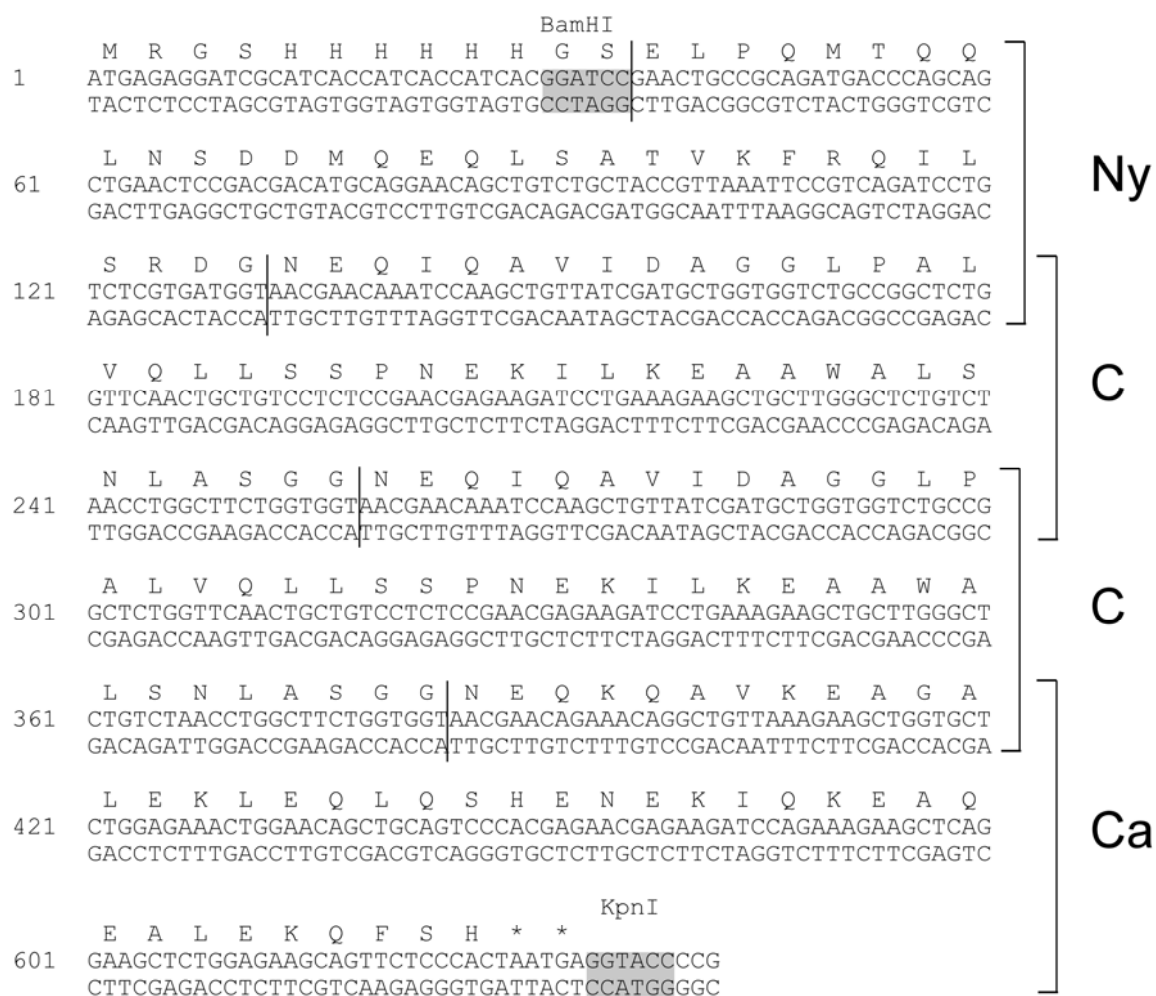 BamHI
M R G S H H H H H H G S E L P Q M T Q Q
1 ATGAGAGGATCGCATCACCATCACCATCACGGATCCGAACTGCCGCAGATGACCCAGCAG
TACTCTCCTAGCGTAGTGGTAGTGGTAGTGCCTAGGCTTGACGGCGTCTACTGGGTCGTC
L N S D D M Q E Q L S A T V K F R Q I L
61 CTGAACTCCGACGACATGCAGGAACAGCTGTCTGCTACCGTTAAATTCCGTCAGATCCTG
GACTTGAGGCTGCTGTACGTCCTTGTCGACAGACGATGGCAATTTAAGGCAGTCTAGGAC
Ny
S R D G N E Q I Q A V I D A G G L P A L
121 TCTCGTGATGGTAACGAACAAATCCAAGCTGTTATCGATGCTGGTGGTCTGCCGGCTCTG
AGAGCACTACCATTGCTTGTTTAGGTTCGACAATAGCTACGACCACCAGACGGCCGAGAC
V Q L L S S P N E K I L K E A A W A L S
181 GTTCAACTGCTGTCCTCTCCGAACGAGAAGATCCTGAAAGAAGCTGCTTGGGCTCTGTCT
CAAGTTGACGACAGGAGAGGCTTGCTCTTCTAGGACTTTCTTCGACGAACCCGAGACAGA
C
N L A S G G N E Q I Q A V I D A G G L P
241 AACCTGGCTTCTGGTGGTAACGAACAAATCCAAGCTGTTATCGATGCTGGTGGTCTGCCG
TTGGACCGAAGACCACCATTGCTTGTTTAGGTTCGACAATAGCTACGACCACCAGACGGC
A L V Q L L S S P N E K I L K E A A W A
301 GCTCTGGTTCAACTGCTGTCCTCTCCGAACGAGAAGATCCTGAAAGAAGCTGCTTGGGCT
CGAGACCAAGTTGACGACAGGAGAGGCTTGCTCTTCTAGGACTTTCTTCGACGAACCCGA
C
L S N L A S G G N E Q K Q A V K E A G A
361 CTGTCTAACCTGGCTTCTGGTGGTAACGAACAGAAACAGGCTGTTAAAGAAGCTGGTGCT
GACAGATTGGACCGAAGACCACCATTGCTTGTCTTTGTCCGACAATTTCTTCGACCACGA
L E K L E Q L Q S H E N E K I Q K E A Q
421 CTGGAGAAACTGGAACAGCTGCAGTCCCACGAGAACGAGAAGATCCAGAAAGAAGCTCAG
GACCTCTTTGACCTTGTCGACGTCAGGGTGCTCTTGCTCTTCTAGGTCTTTCTTCGAGTC
Ca
KpnI
E A L E K Q F S H * *
601 GAAGCTCTGGAGAAGCAGTTCTCCCACTAATGAGGTACCCCG
CTTCGAGACCTCTTCGTCAAGAGGGTGATTACTCCATGGGGC